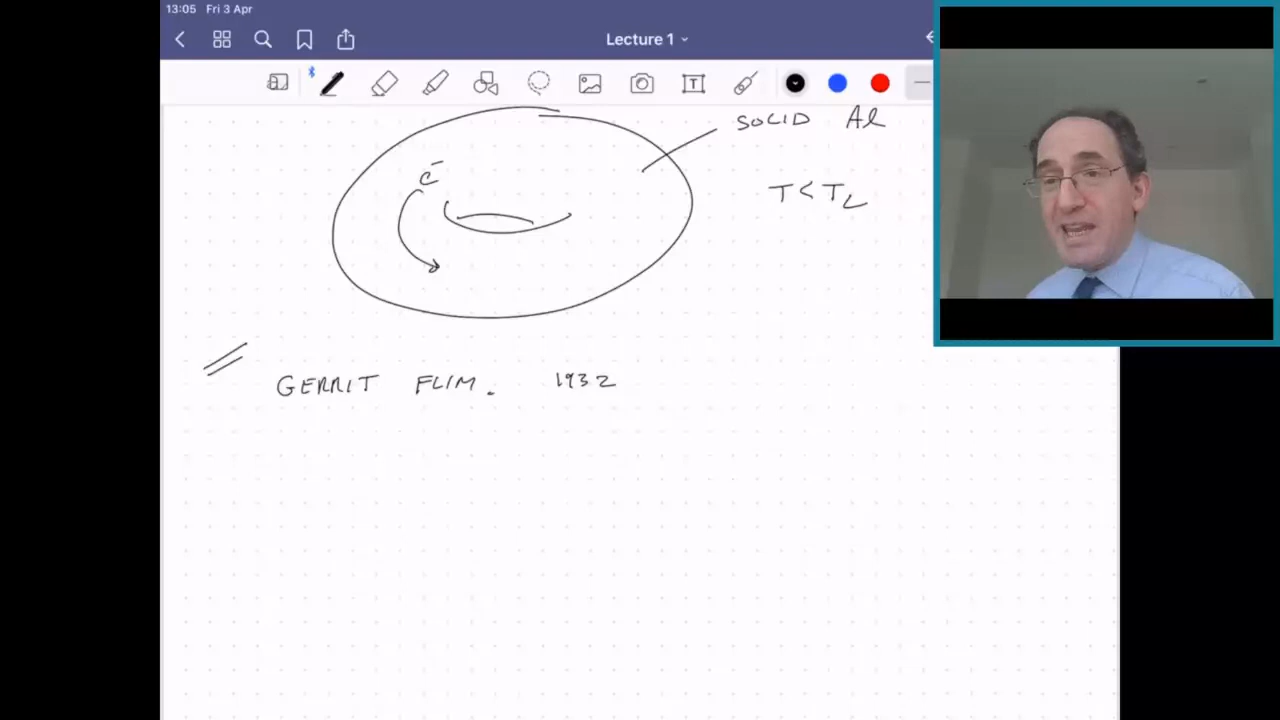 13:05 Fri 3 Apr
Lecture 1
T
SOLID Al
e⁻
T < Tc
GERRIT FLIM. 1932